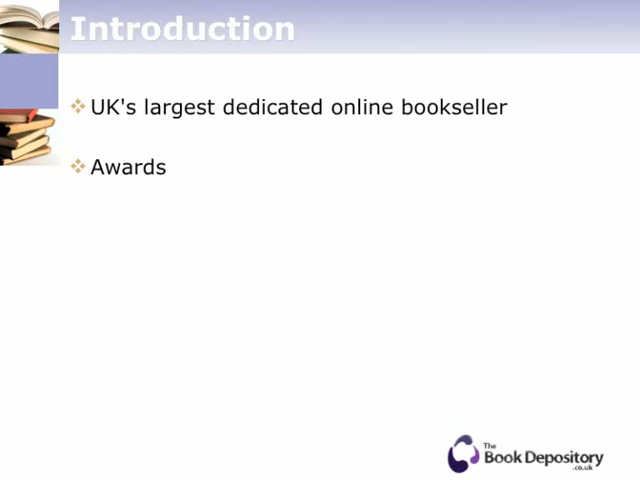 Introduction
UK's largest dedicated online bookseller
Awards
The
Book Depository
.co.uk